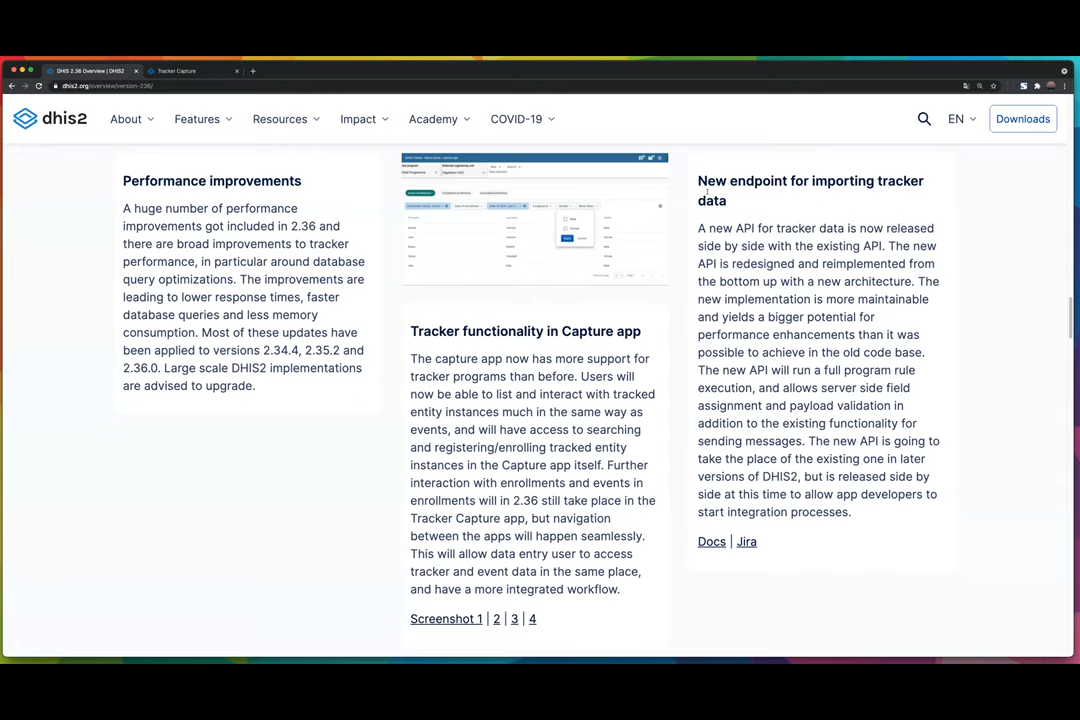 DHIS 2.36 Overview | DHIS2
Tracker Capture
dhis2.org/overview/version-236/
dhis2
About
Features
Resources
Impact
Academy
COVID-19
EN
Downloads
Performance improvements
A huge number of performance
improvements got included in 2.36 and
there are broad improvements to tracker
performance, in particular around database
query optimizations. The improvements are
leading to lower response times, faster
database queries and less memory
consumption. Most of these updates have
been applied to versions 2.34.4, 2.35.2 and
2.36.0. Large scale DHIS2 implementations
are advised to upgrade.
Tracker functionality in Capture app
The capture app now has more support for
tracker programs than before. Users will
now be able to list and interact with tracked
entity instances much in the same way as
events, and will have access to searching
and registering/enrolling tracked entity
instances in the Capture app itself. Further
interaction with enrollments and events in
enrollments will in 2.36 still take place in the
Tracker Capture app, but navigation
between the apps will happen seamlessly.
This will allow data entry user to access
tracker and event data in the same place,
and have a more integrated workflow.
Screenshot 1 | 2 | 3 | 4
New endpoint for importing tracker
data
A new API for tracker data is now released
side by side with the existing API. The new
API is redesigned and reimplemented from
the bottom up with a new architecture. The
new implementation is more maintainable
and yields a bigger potential for
performance enhancements than it was
possible to achieve in the old code base.
The new API will run a full program rule
execution, and allows server side field
assignment and payload validation in
addition to the existing functionality for
sending messages. The new API is going to
take the place of the existing one in later
versions of DHIS2, but is released side by
side at this time to allow app developers to
start integration processes.
Docs | Jira